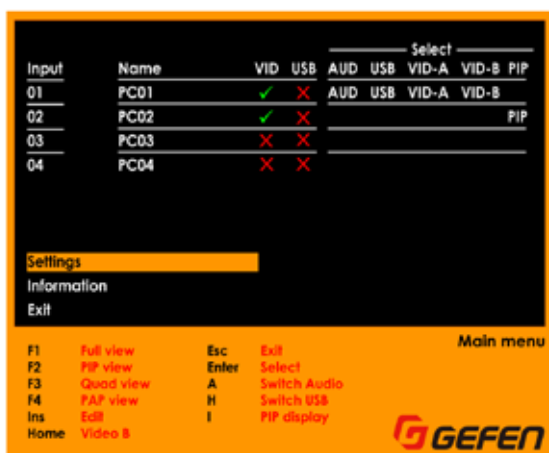 Select
Input Name VID USB AUD USB VID-A VID-B PIP
01 PC01 AUD USB VID-A VID-B
02 PC02 PIP
03 PC03
04 PC04
Settings
Information
Exit
Main menu
F1 Full view Esc Exit
F2 PIP view Enter Select
F3 Quad view A Switch Audio
F4 PAP view H Switch USB
Ins Edit I PIP display
Home Video B
GEFEN